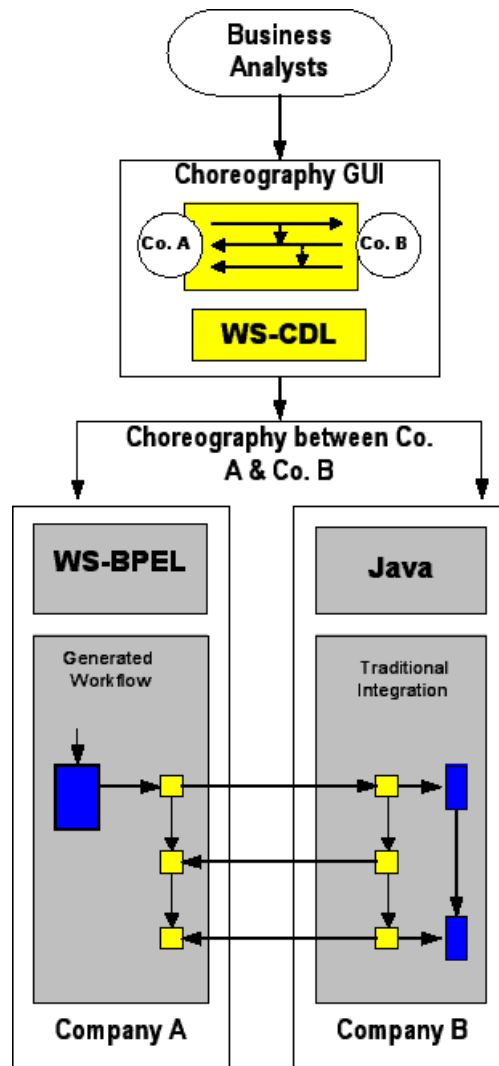 Business
Analysts
Choreography GUI
Co. A
Co. B
WS-CDL
Choreography between Co.
A & Co. B
WS-BPEL
Java
Generated
Workflow
Traditional
Integration
Company A
Company B